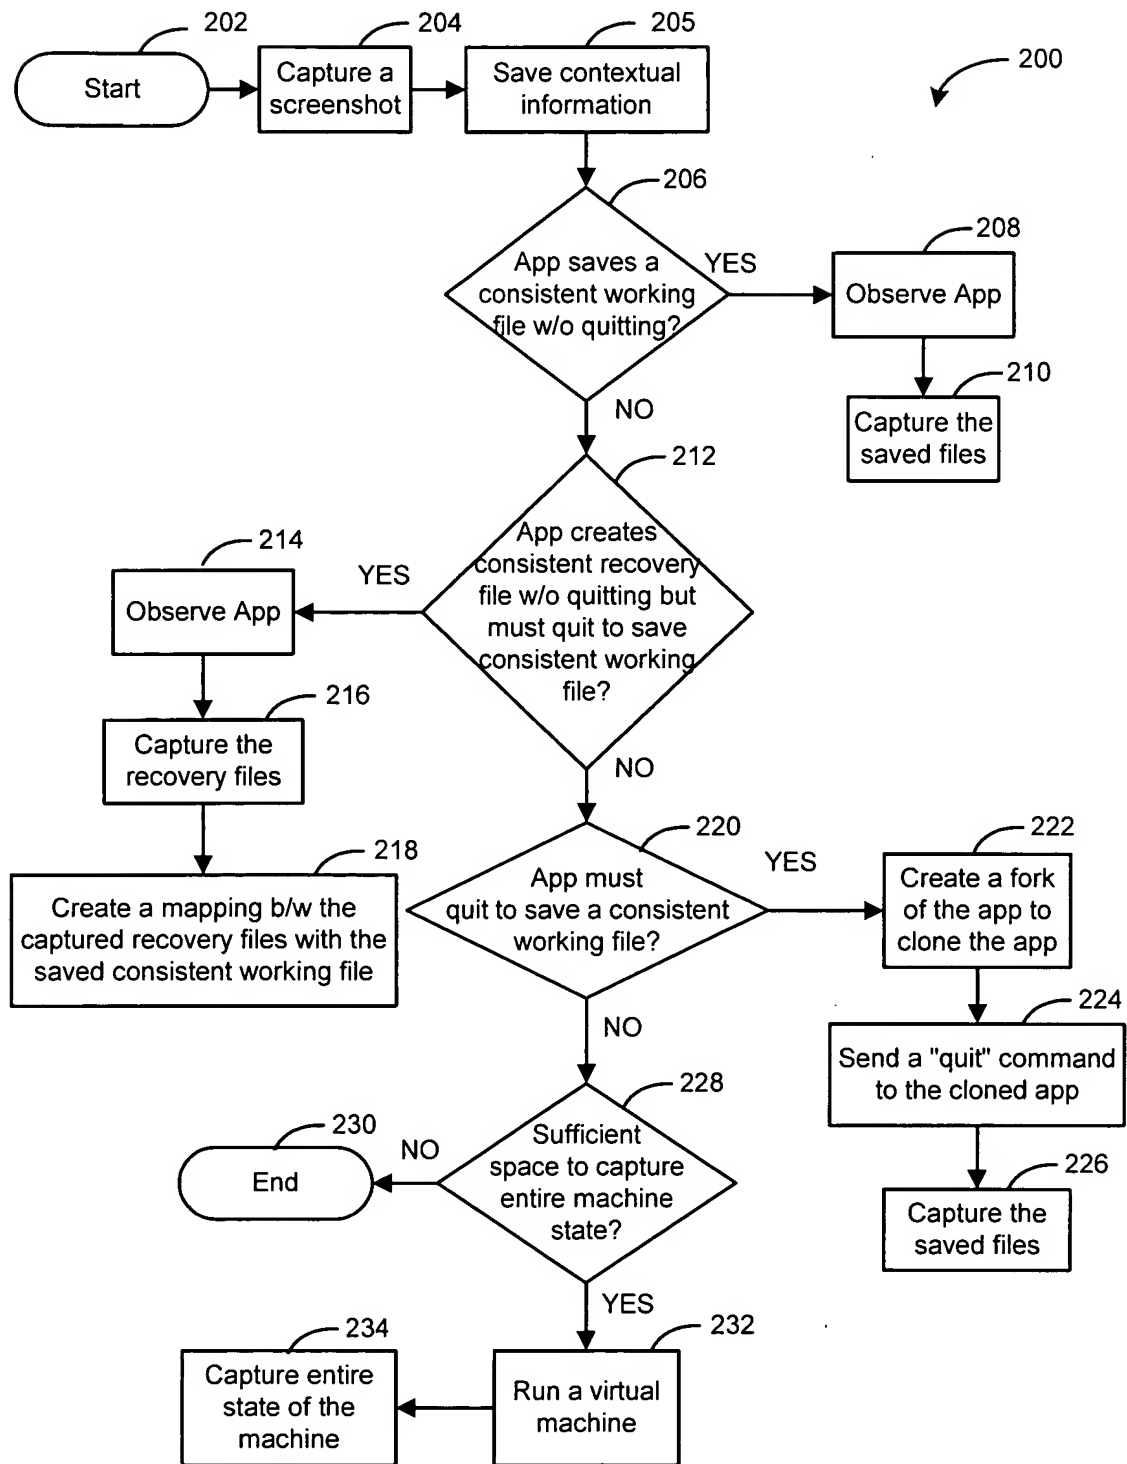 202
204
205
200
Start
Capture a
screenshot
Save contextual
information
206
208
App saves a
consistent working
file w/o quitting?
YES
Observe App
210
NO
Capture the
saved files
212
214
App creates
consistent recovery
file w/o quitting but
must quit to save
consistent working
file?
YES
Observe App
216
Capture the
recovery files
NO
218
220
222
Create a mapping b/w the
captured recovery files with the
saved consistent working file
App must
quit to save a consistent
working file?
YES
Create a fork
of the app to
clone the app
224
NO
Send a "quit" command
to the cloned app
228
230
NO
Sufficient
space to capture
entire machine
state?
End
226
Capture the
saved files
YES
234
232
Capture entire
state of the
machine
Run a virtual
machine